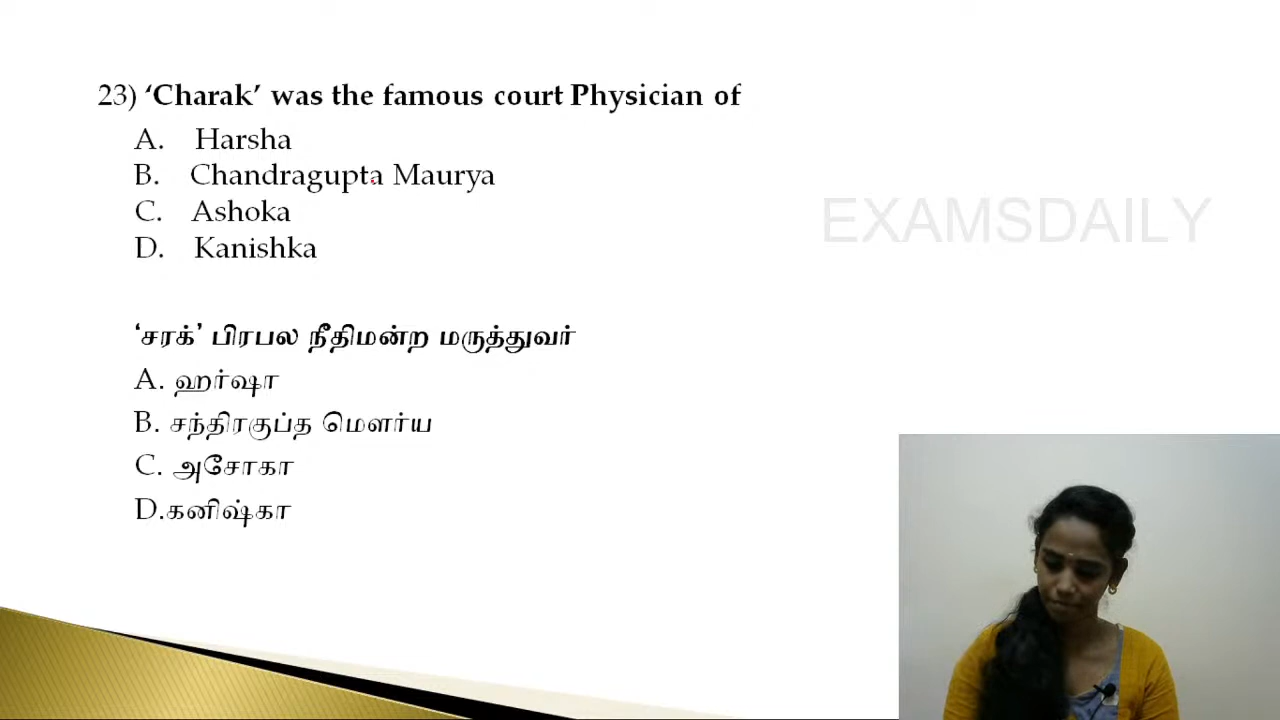 23) ‘Charak’ was the famous court Physician of
A. Harsha
B. Chandragupta Maurya
C. Ashoka
D. Kanishka
EXAMSDAILY
‘சரக்’ பிரபல நீதிமன்ற மருத்துவர்
A. ஹர்ஷா
B. சந்திரகுப்த மௌர்ய
C. அசோகா
D.கனிஷ்கா